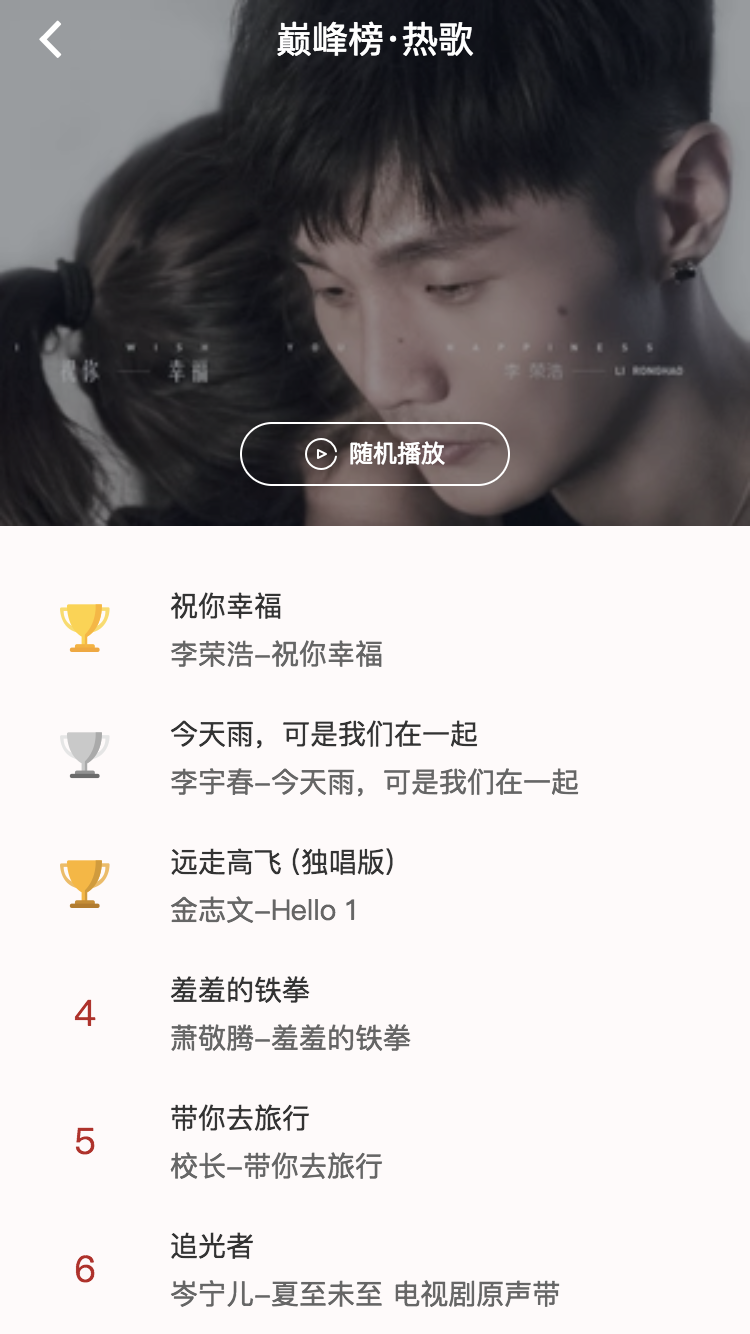 巅峰榜·热歌
I WISH YOU HAPPINESS
祝你 —— 幸福
李荣浩 —— LI RONGHAO
随机播放
祝你幸福
李荣浩–祝你幸福
今天雨，可是我们在一起
李宇春–今天雨，可是我们在一起
远走高飞 (独唱版)
金志文–Hello 1
4
羞羞的铁拳
萧敬腾–羞羞的铁拳
5
带你去旅行
校长–带你去旅行
6
追光者
岑宁儿–夏至未至 电视剧原声带